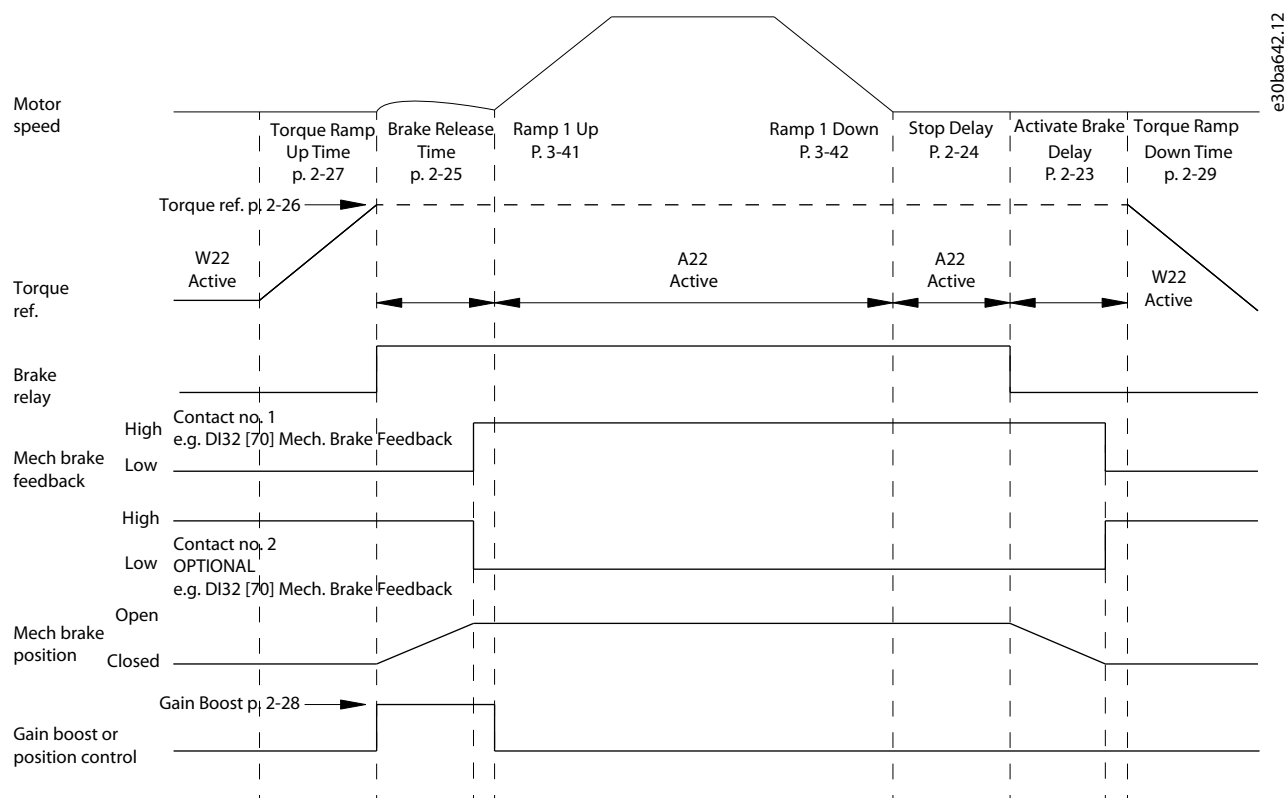 e30ba642.12
Motor
speed
Torque Ramp
Up Time
p. 2-27
Brake Release
Time
p. 2-25
Ramp 1 Up
P. 3-41
Ramp 1 Down
P. 3-42
Stop Delay
P. 2-24
Activate Brake
Delay
P. 2-23
Torque Ramp
Down Time
p. 2-29
Torque ref. p. 2-26
W22
Active
A22
Active
A22
Active
W22
Active
Torque
ref.
Brake
relay
Contact no. 1
e.g. DI32 [70] Mech. Brake Feedback
High
Low
Mech brake
feedback
High
Low
Contact no. 2
OPTIONAL
e.g. DI32 [70] Mech. Brake Feedback
Open
Mech brake
position
Closed
Gain Boost p. 2-28
Gain boost or
position control